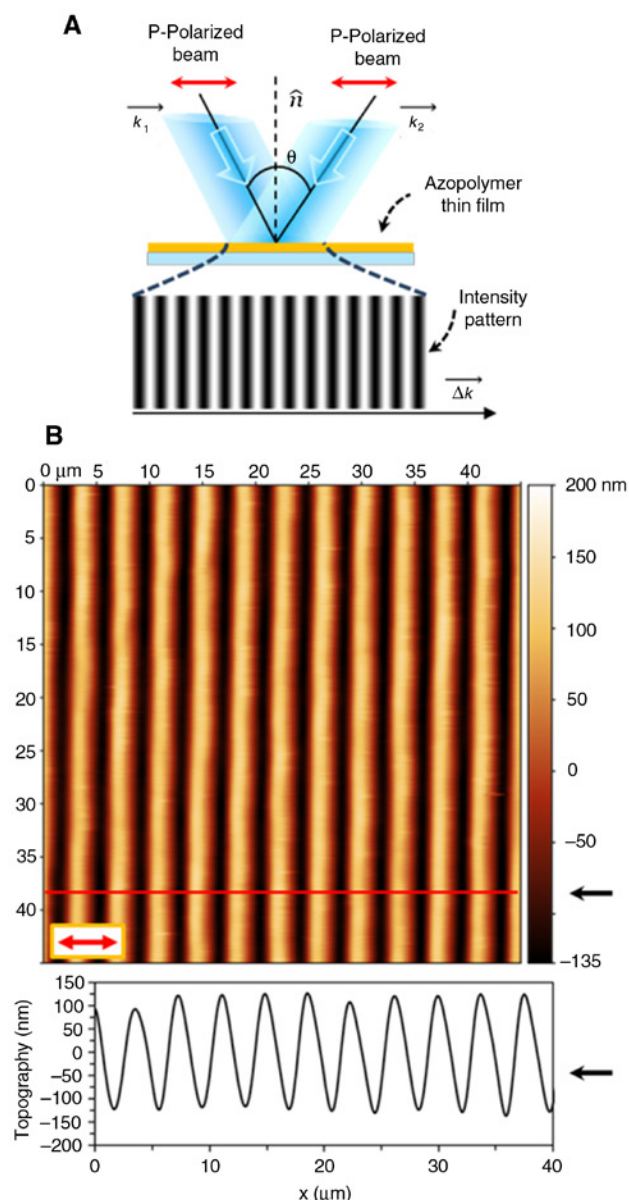 A
P-Polarized
beam
P-Polarized
beam
n̂
k₁
k₂
θ
Azopolymer
thin film
Intensity
pattern
Δk
B
0 μm 5 10 15 20 25 30 35 40
0
5
10
15
20
25
30
35
40
200 nm
150
100
50
0
−50
−135
150
100
50
0
−50
−100
−150
−200
Topography (nm)
0 10 20 30 40
x (μm)